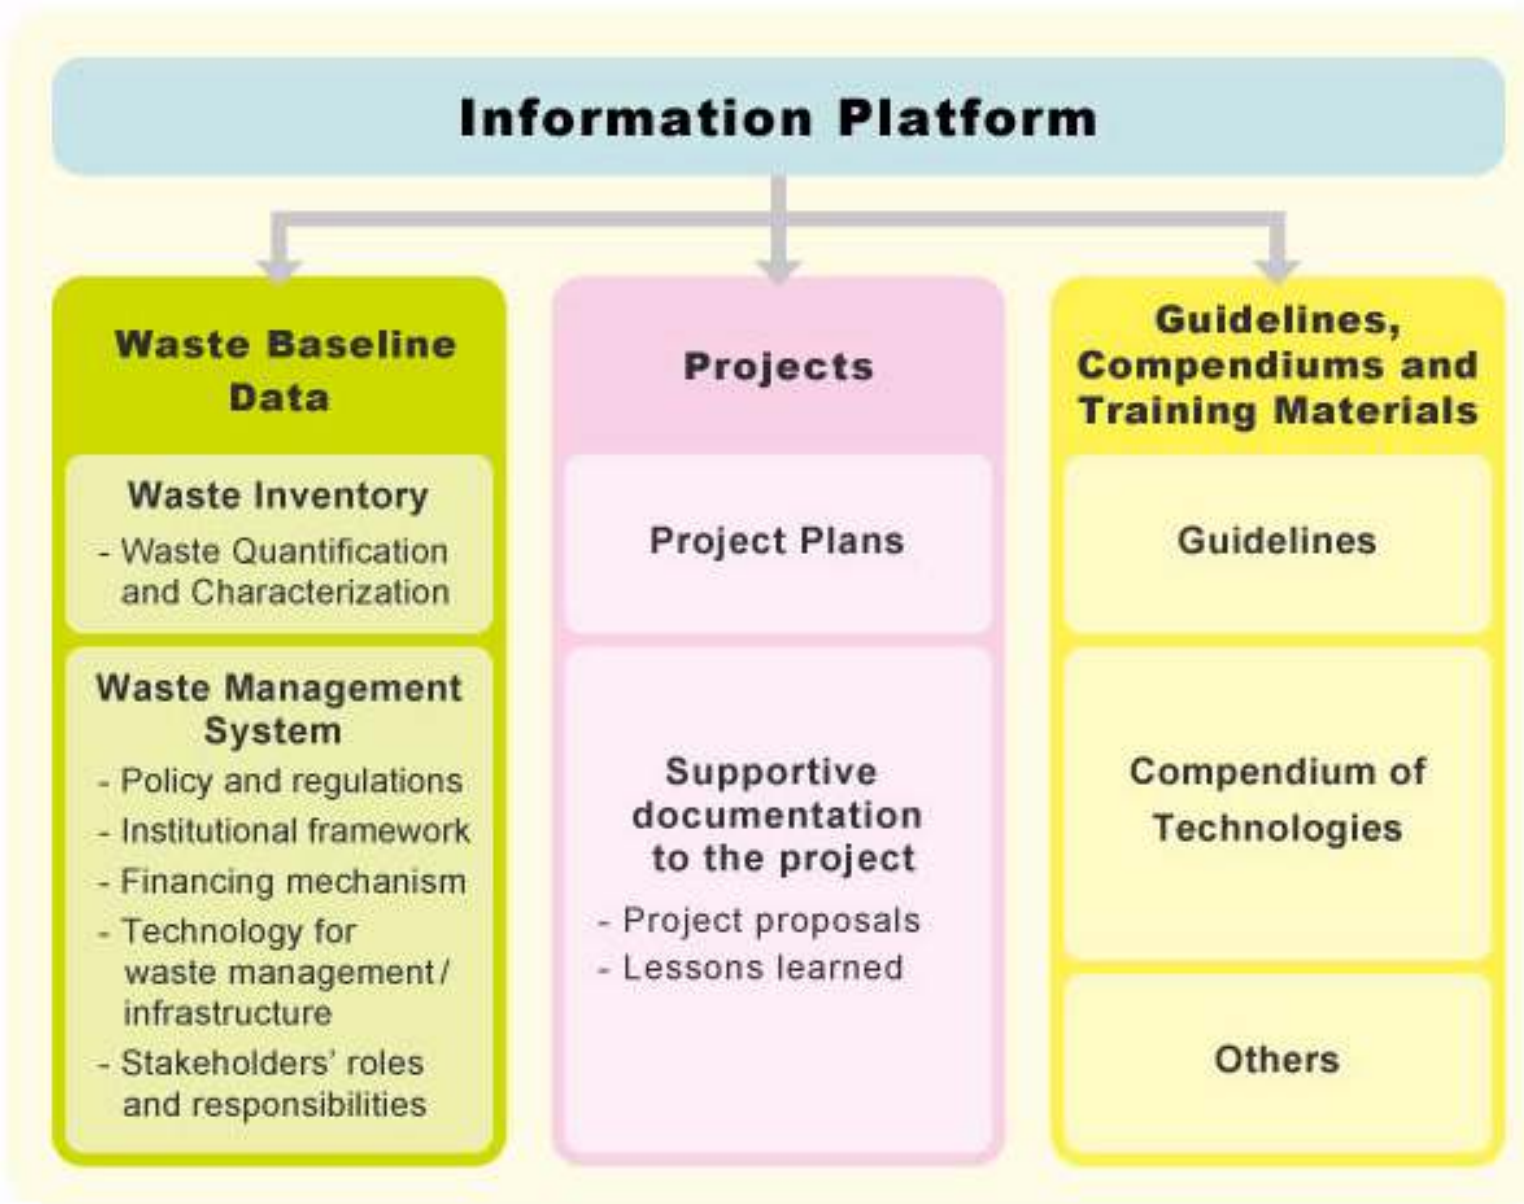 Information Platform
Waste Baseline
Data
Waste Inventory
- Waste Quantification
and Characterization
Waste Management
System
- Policy and regulations
- Institutional framework
- Financing mechanism
- Technology for
waste management/
infrastructure
- Stakeholders' roles
and responsibilities
Projects
Project Plans
Supportive
documentation
to the project
- Project proposals
- Lessons learned
Guidelines,
Compendiums and
Training Materials
Guidelines
Compendium of
Technologies
Others